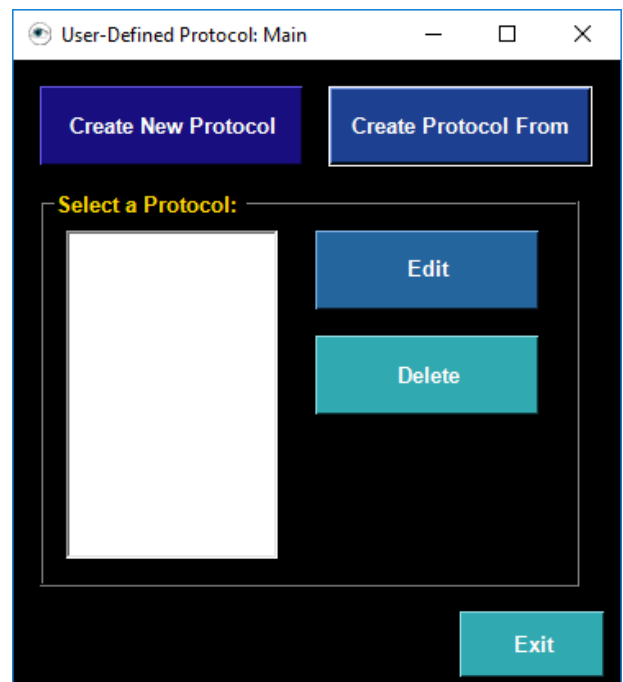 User-Defined Protocol: Main
Create New Protocol
Create Protocol From
Select a Protocol:
Edit
Delete
Exit